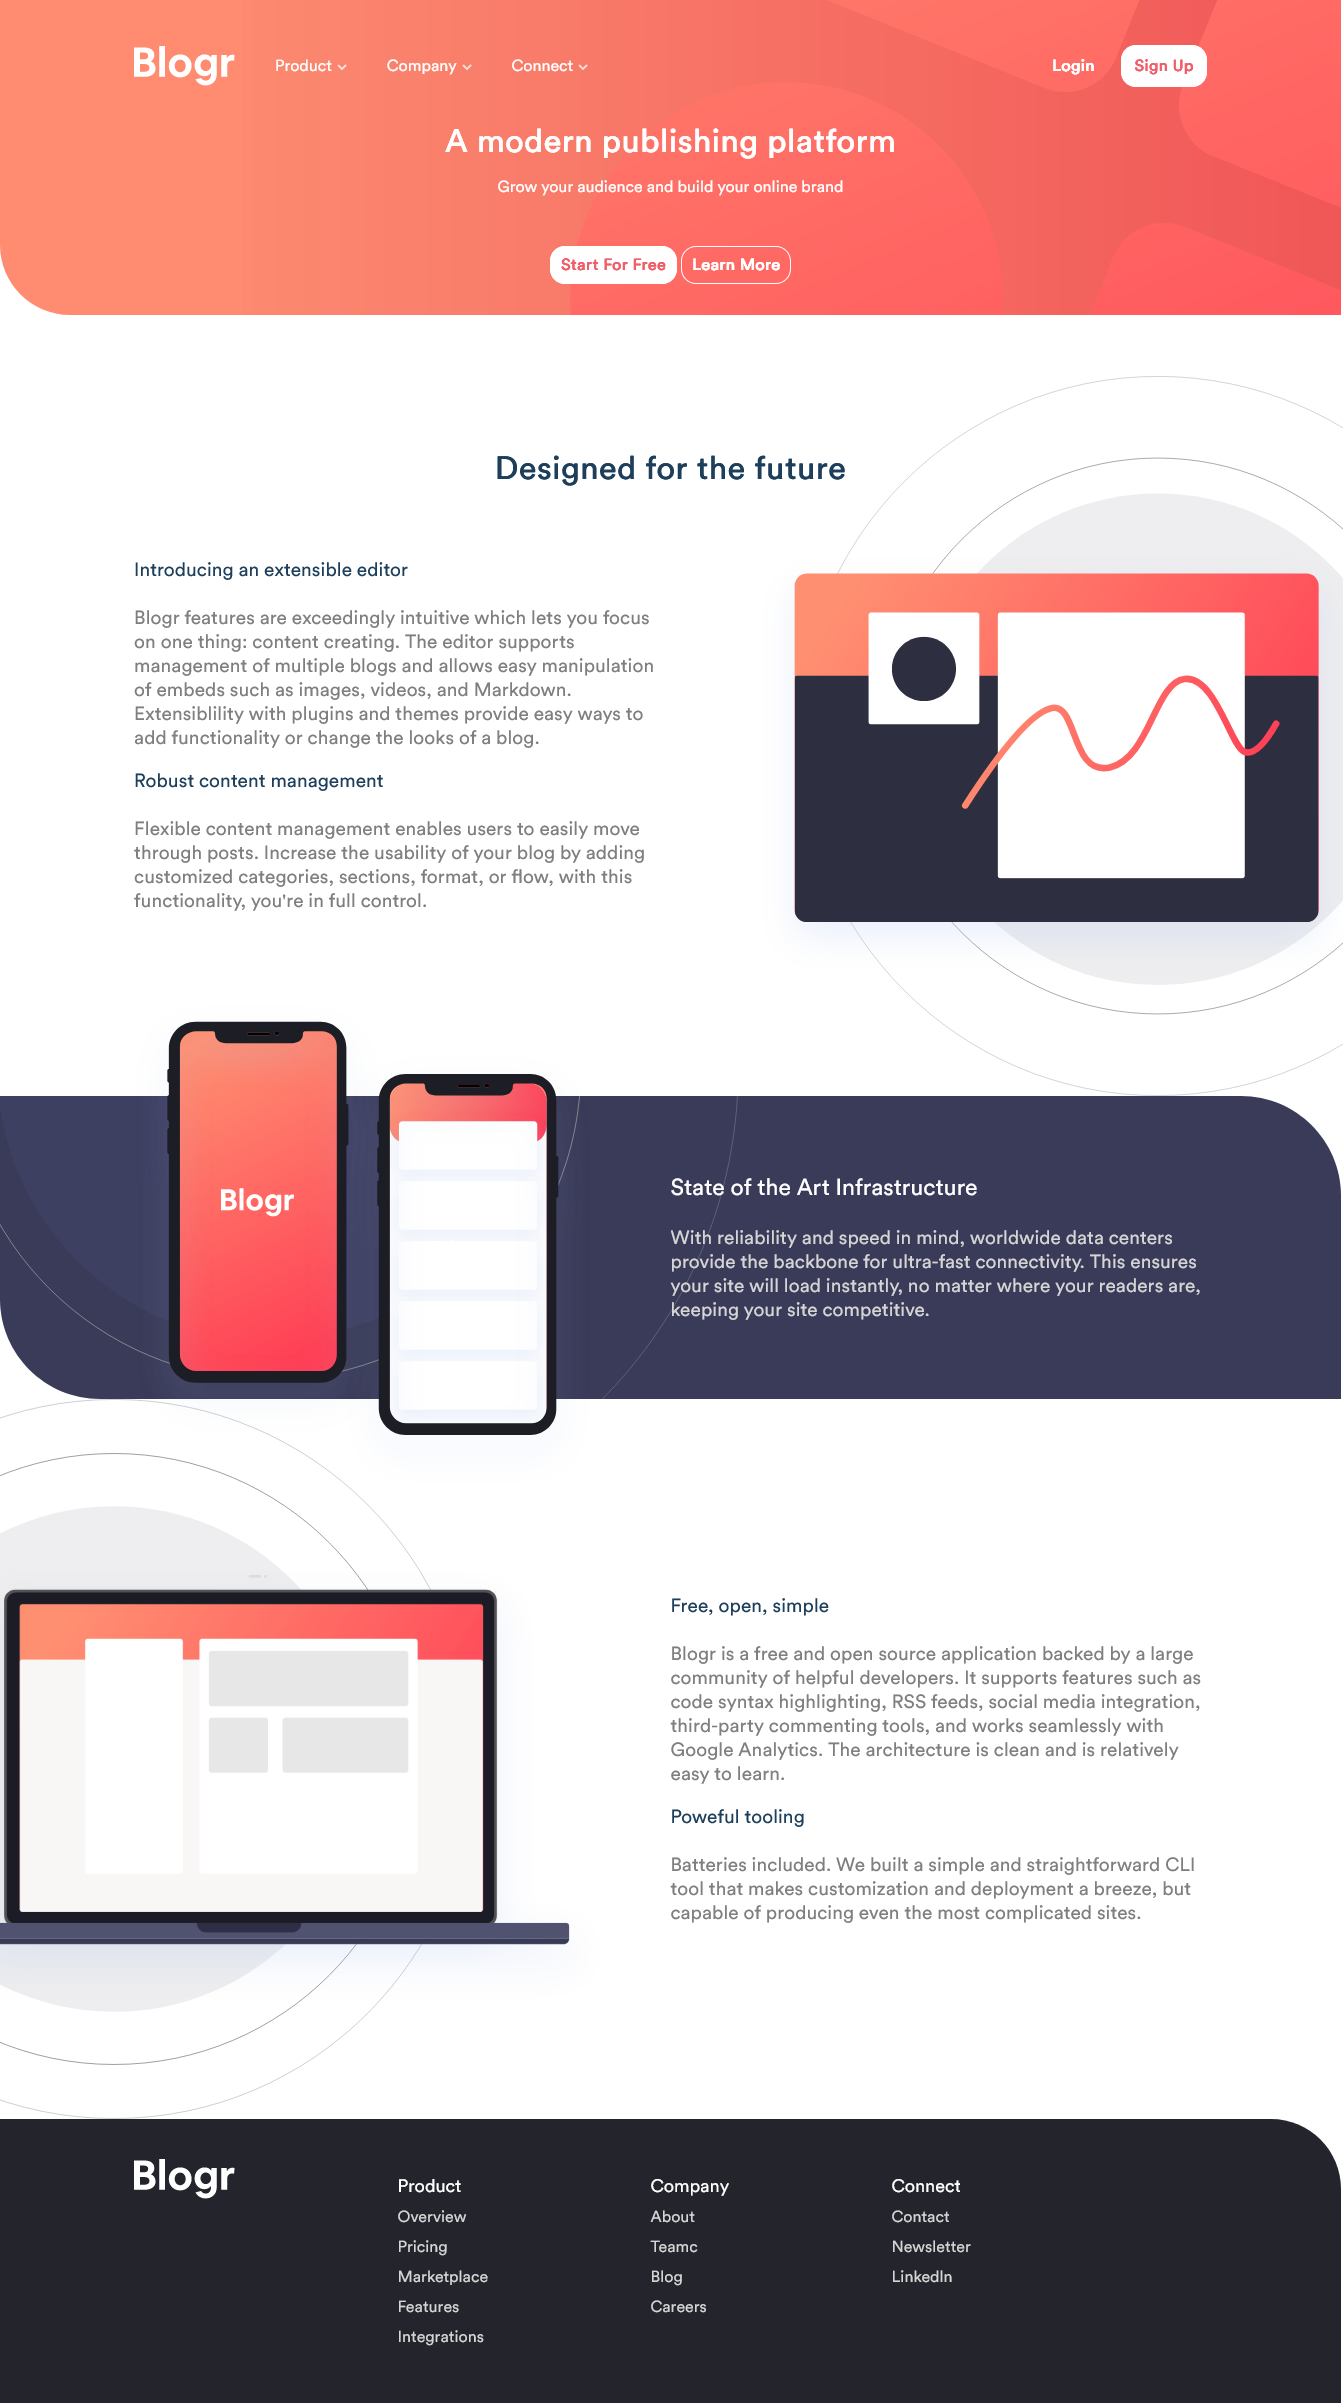 Blogr Product Company Connect Login Sign Up
A modern publishing platform
Grow your audience and build your online brand
Start For Free Learn More
Designed for the future
Introducing an extensible editor
Blogr features are exceedingly intuitive which lets you focus
on one thing: content creating. The editor supports
management of multiple blogs and allows easy manipulation
of embeds such as images, videos, and Markdown.
Extensiblility with plugins and themes provide easy ways to
add functionality or change the looks of a blog.
Robust content management
Flexible content management enables users to easily move
through posts. Increase the usability of your blog by adding
customized categories, sections, format, or flow, with this
functionality, you're in full control.
Blogr
State of the Art Infrastructure
With reliability and speed in mind, worldwide data centers
provide the backbone for ultra-fast connectivity. This ensures
your site will load instantly, no matter where your readers are,
keeping your site competitive.
Free, open, simple
Blogr is a free and open source application backed by a large
community of helpful developers. It supports features such as
code syntax highlighting, RSS feeds, social media integration,
third-party commenting tools, and works seamlessly with
Google Analytics. The architecture is clean and is relatively
easy to learn.
Poweful tooling
Batteries included. We built a simple and straightforward CLI
tool that makes customization and deployment a breeze, but
capable of producing even the most complicated sites.
Blogr
Product
Overview
Pricing
Marketplace
Features
Integrations
Company
About
Teamc
Blog
Careers
Connect
Contact
Newsletter
LinkedIn